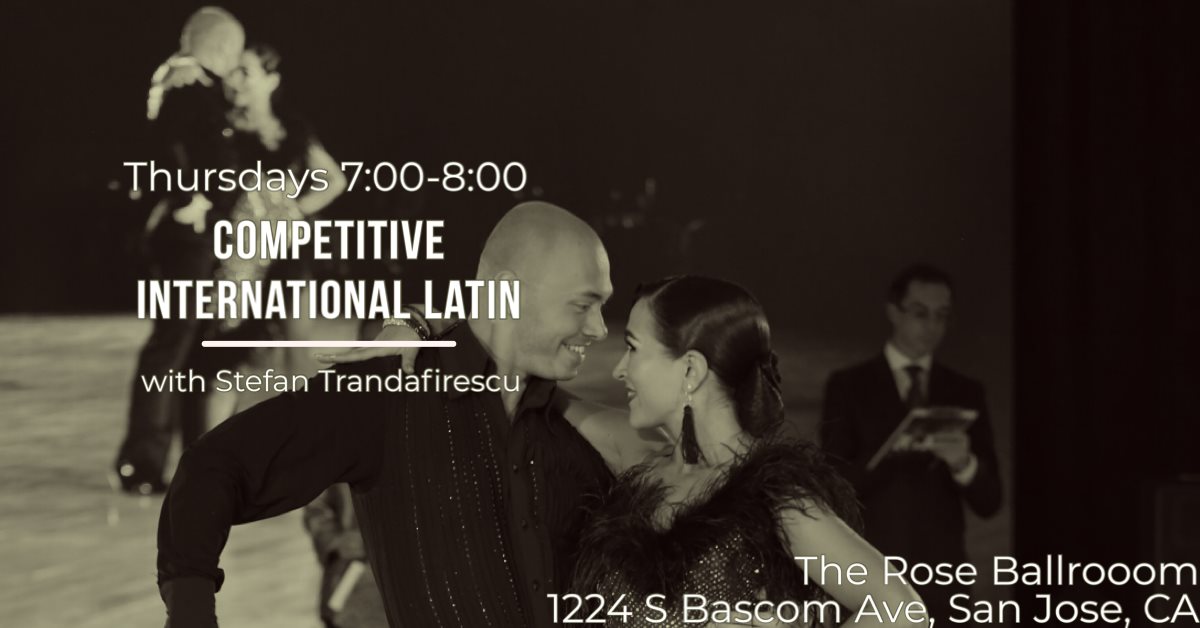 Thursdays 7:00-8:00
COMPETITIVE
INTERNATIONAL LATIN
with Stefan Trandafirescu
The Rose Ballrooom
1224 S Bascom Ave, San Jose, CA